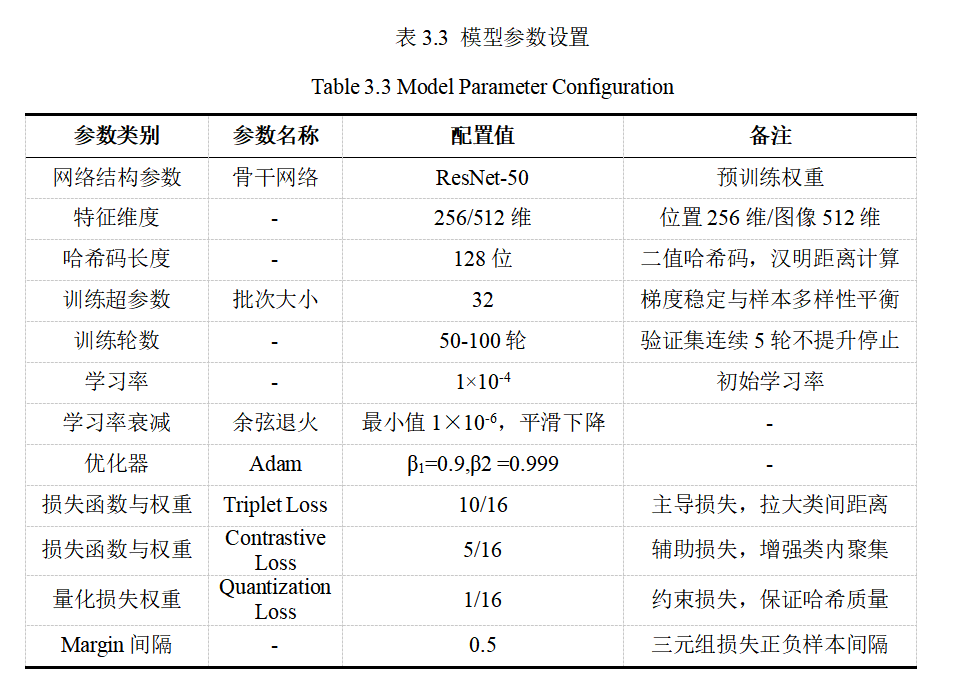 表 3.3 模型参数设置
Table 3.3 Model Parameter Configuration
参数类别 参数名称 配置值 备注
网络结构参数 骨干网络 ResNet-50 预训练权重
特征维度 - 256/512 维 位置 256 维/图像 512 维
哈希码长度 - 128 位 二值哈希码，汉明距离计算
训练超参数 批次大小 32 梯度稳定与样本多样性平衡
训练轮数 - 50-100 轮 验证集连续 5 轮不提升停止
学习率 - 1×10⁻⁴ 初始学习率
学习率衰减 余弦退火 最小值 1×10⁻⁶，平滑下降 -
优化器 Adam β₁=0.9,β2 =0.999 -
损失函数与权重 Triplet Loss 10/16 主导损失，拉大类间距离
损失函数与权重 Contrastive Loss 5/16 辅助损失，增强类内聚集
量化损失权重 Quantization Loss 1/16 约束损失，保证哈希质量
Margin 间隔 - 0.5 三元组损失正负样本间隔